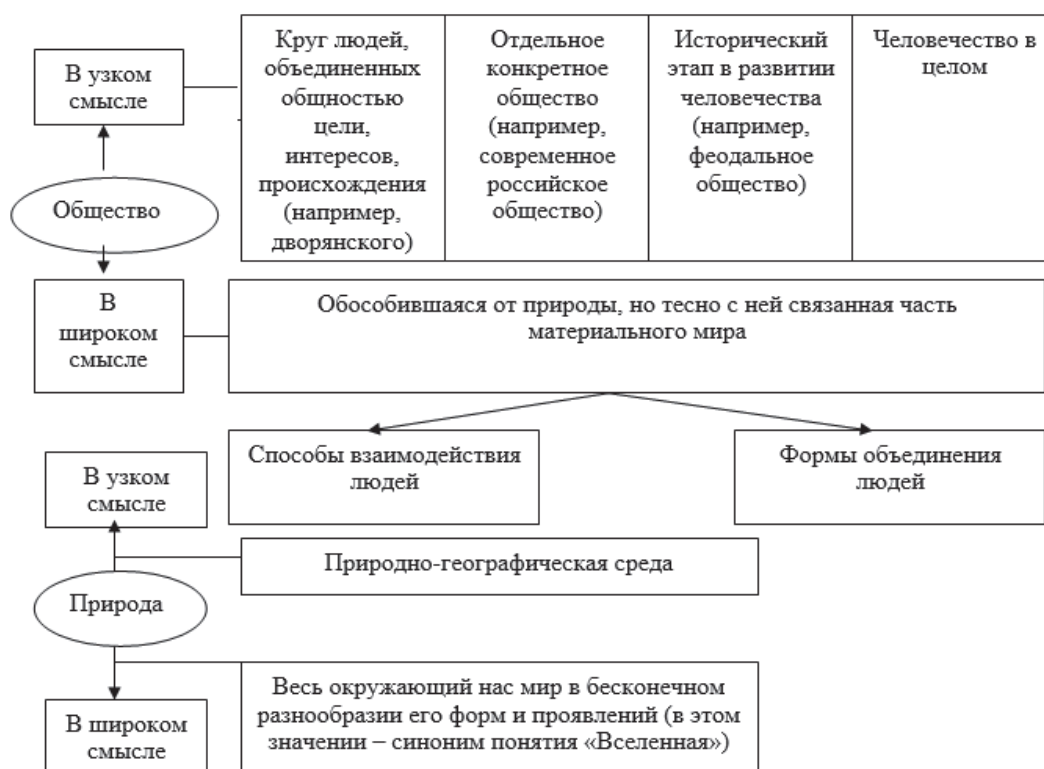 В узком
смысле
Круг людей,
объединенных
общностью
цели,
интересов,
происхождения
(например,
дворянского)
Отдельное
конкретное
общество
(например,
современное
российское
общество)
Исторический
этап в развитии
человечества
(например,
феодальное
общество)
Человечество в
целом
Общество
В
широком
смысле
Обособившаяся от природы, но тесно с ней связанная часть
материального мира
Способы взаимодействия
людей
Формы объединения
людей
В узком
смысле
Природно-географическая среда
Природа
Весь окружающий нас мир в бесконечном
разнообразии его форм и проявлений (в этом
значении – синоним понятия «Вселенная»)
В широком
смысле